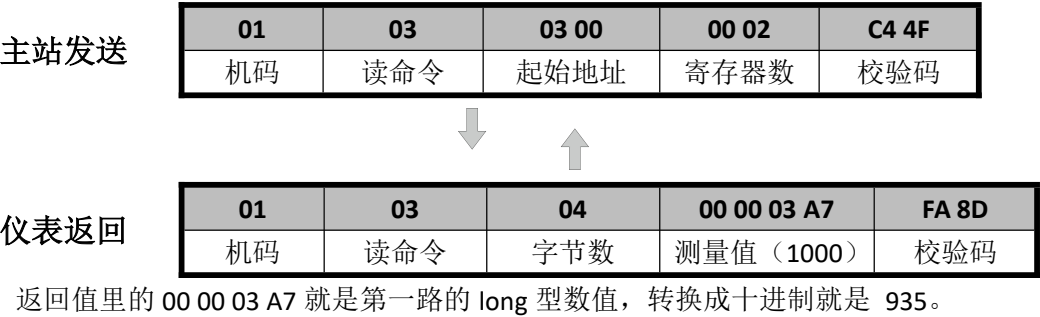 主站发送
01 03 03 00 00 02 C4 4F
机码 读命令 起始地址 寄存器数 校验码
仪表返回
01 03 04 00 00 03 A7 FA 8D
机码 读命令 字节数 测量值（1000） 校验码
返回值里的 00 00 03 A7 就是第一路的 long 型数值，转换成十进制就是 935。